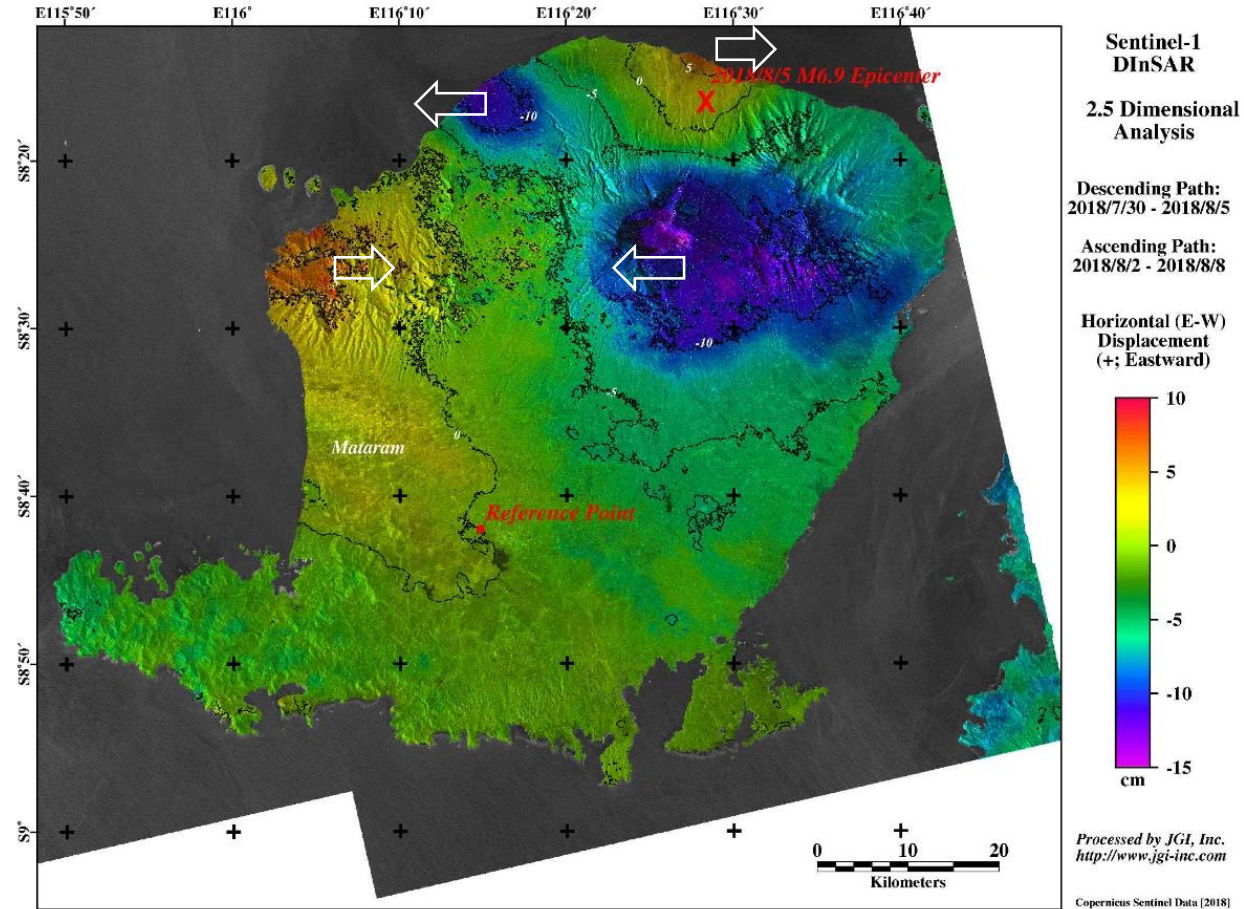 E115°50' E116° E116°10' E116°20' E116°30' E116°40'
S8°20'
S8°30'
S8°40'
S8°50'
S9°
5
0
2018/8/5 M6.9 Epicenter
X
-5
-10
-10
-5
0
Mataram
Reference Point
0 10 20
Kilometers
Sentinel-1
DInSAR
2.5 Dimensional
Analysis
Descending Path:
2018/7/30 - 2018/8/5
Ascending Path:
2018/8/2 - 2018/8/8
Horizontal (E-W)
Displacement
(+; Eastward)
10
5
0
-5
-10
-15
cm
Processed by JGI, Inc.
http://www.jgi-inc.com
Copernicus Sentinel Data [2018]